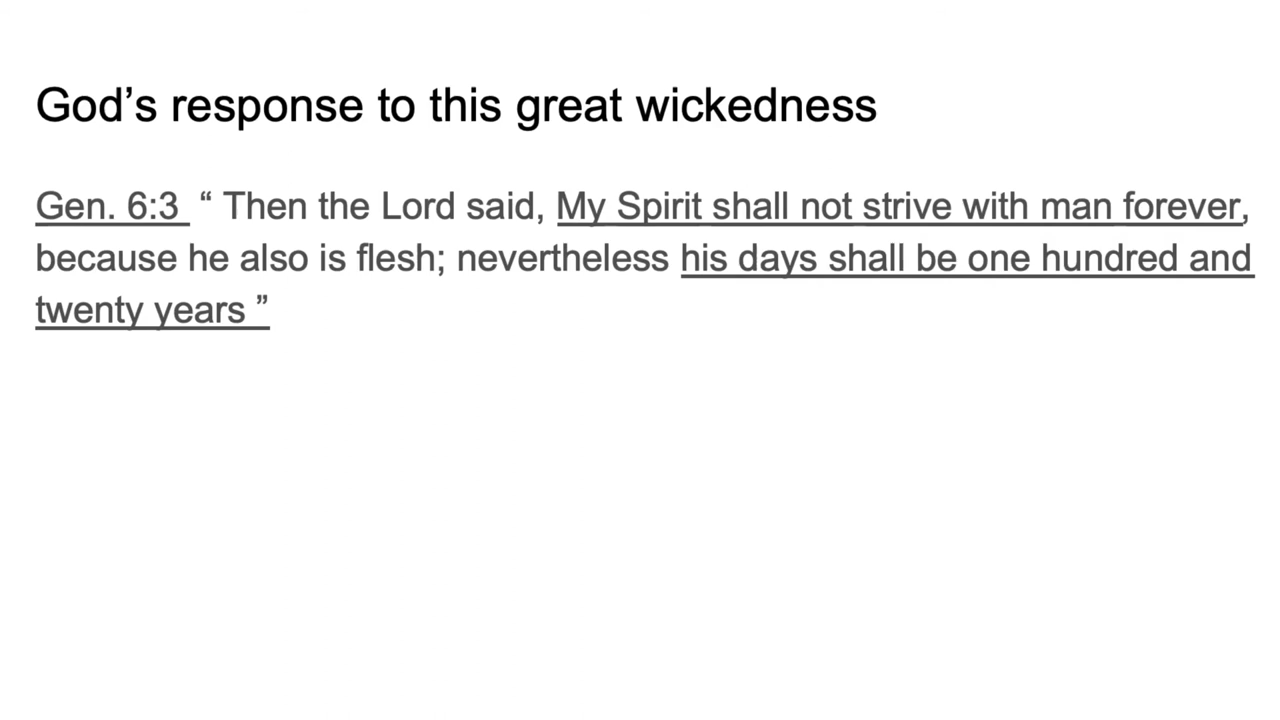 God’s response to this great wickedness
Gen. 6:3 “ Then the Lord said, My Spirit shall not strive with man forever,
because he also is flesh; nevertheless his days shall be one hundred and
twenty years ”